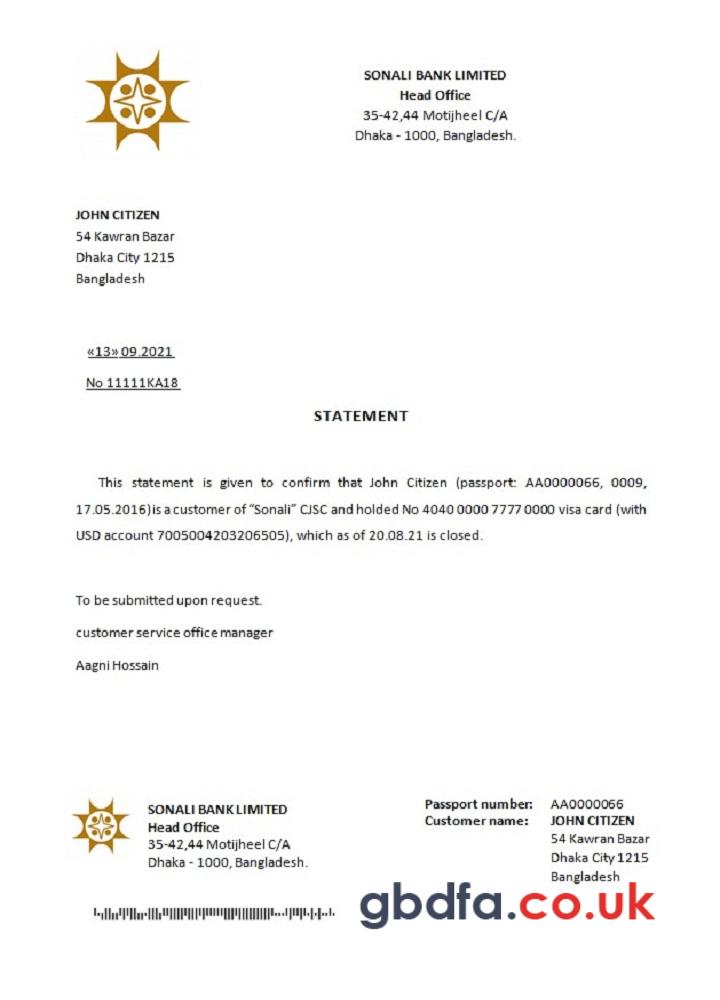 SONALI BANK LIMITED
Head Office
35-42,44 Motijheel C/A
Dhaka - 1000, Bangladesh.
JOHN CITIZEN
54 Kawran Bazar
Dhaka City 1215
Bangladesh
«13» 09.2021
No 11111KA18
STATEMENT
This statement is given to confirm that John Citizen (passport: AA0000066, 0009,
17.05.2016)is a customer of “Sonali” CJSC and holded No 4040 0000 7777 0000 visa card (with
USD account 7005004203206505), which as of 20.08.21 is closed.
To be submitted upon request.
customer service office manager
Aagni Hossain
SONALI BANK LIMITED
Head Office
35-42,44 Motijheel C/A
Dhaka - 1000, Bangladesh.
Passport number: AA0000066
Customer name: JOHN CITIZEN
54 Kawran Bazar
Dhaka City 1215
Bangladesh
gbdfa.co.uk